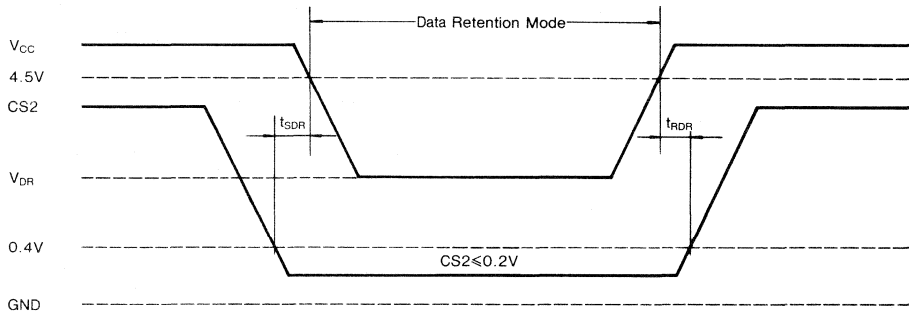 Data Retention Mode
VCC
4.5V
CS2
tSDR
tRDR
VDR
0.4V
CS2≤0.2V
GND